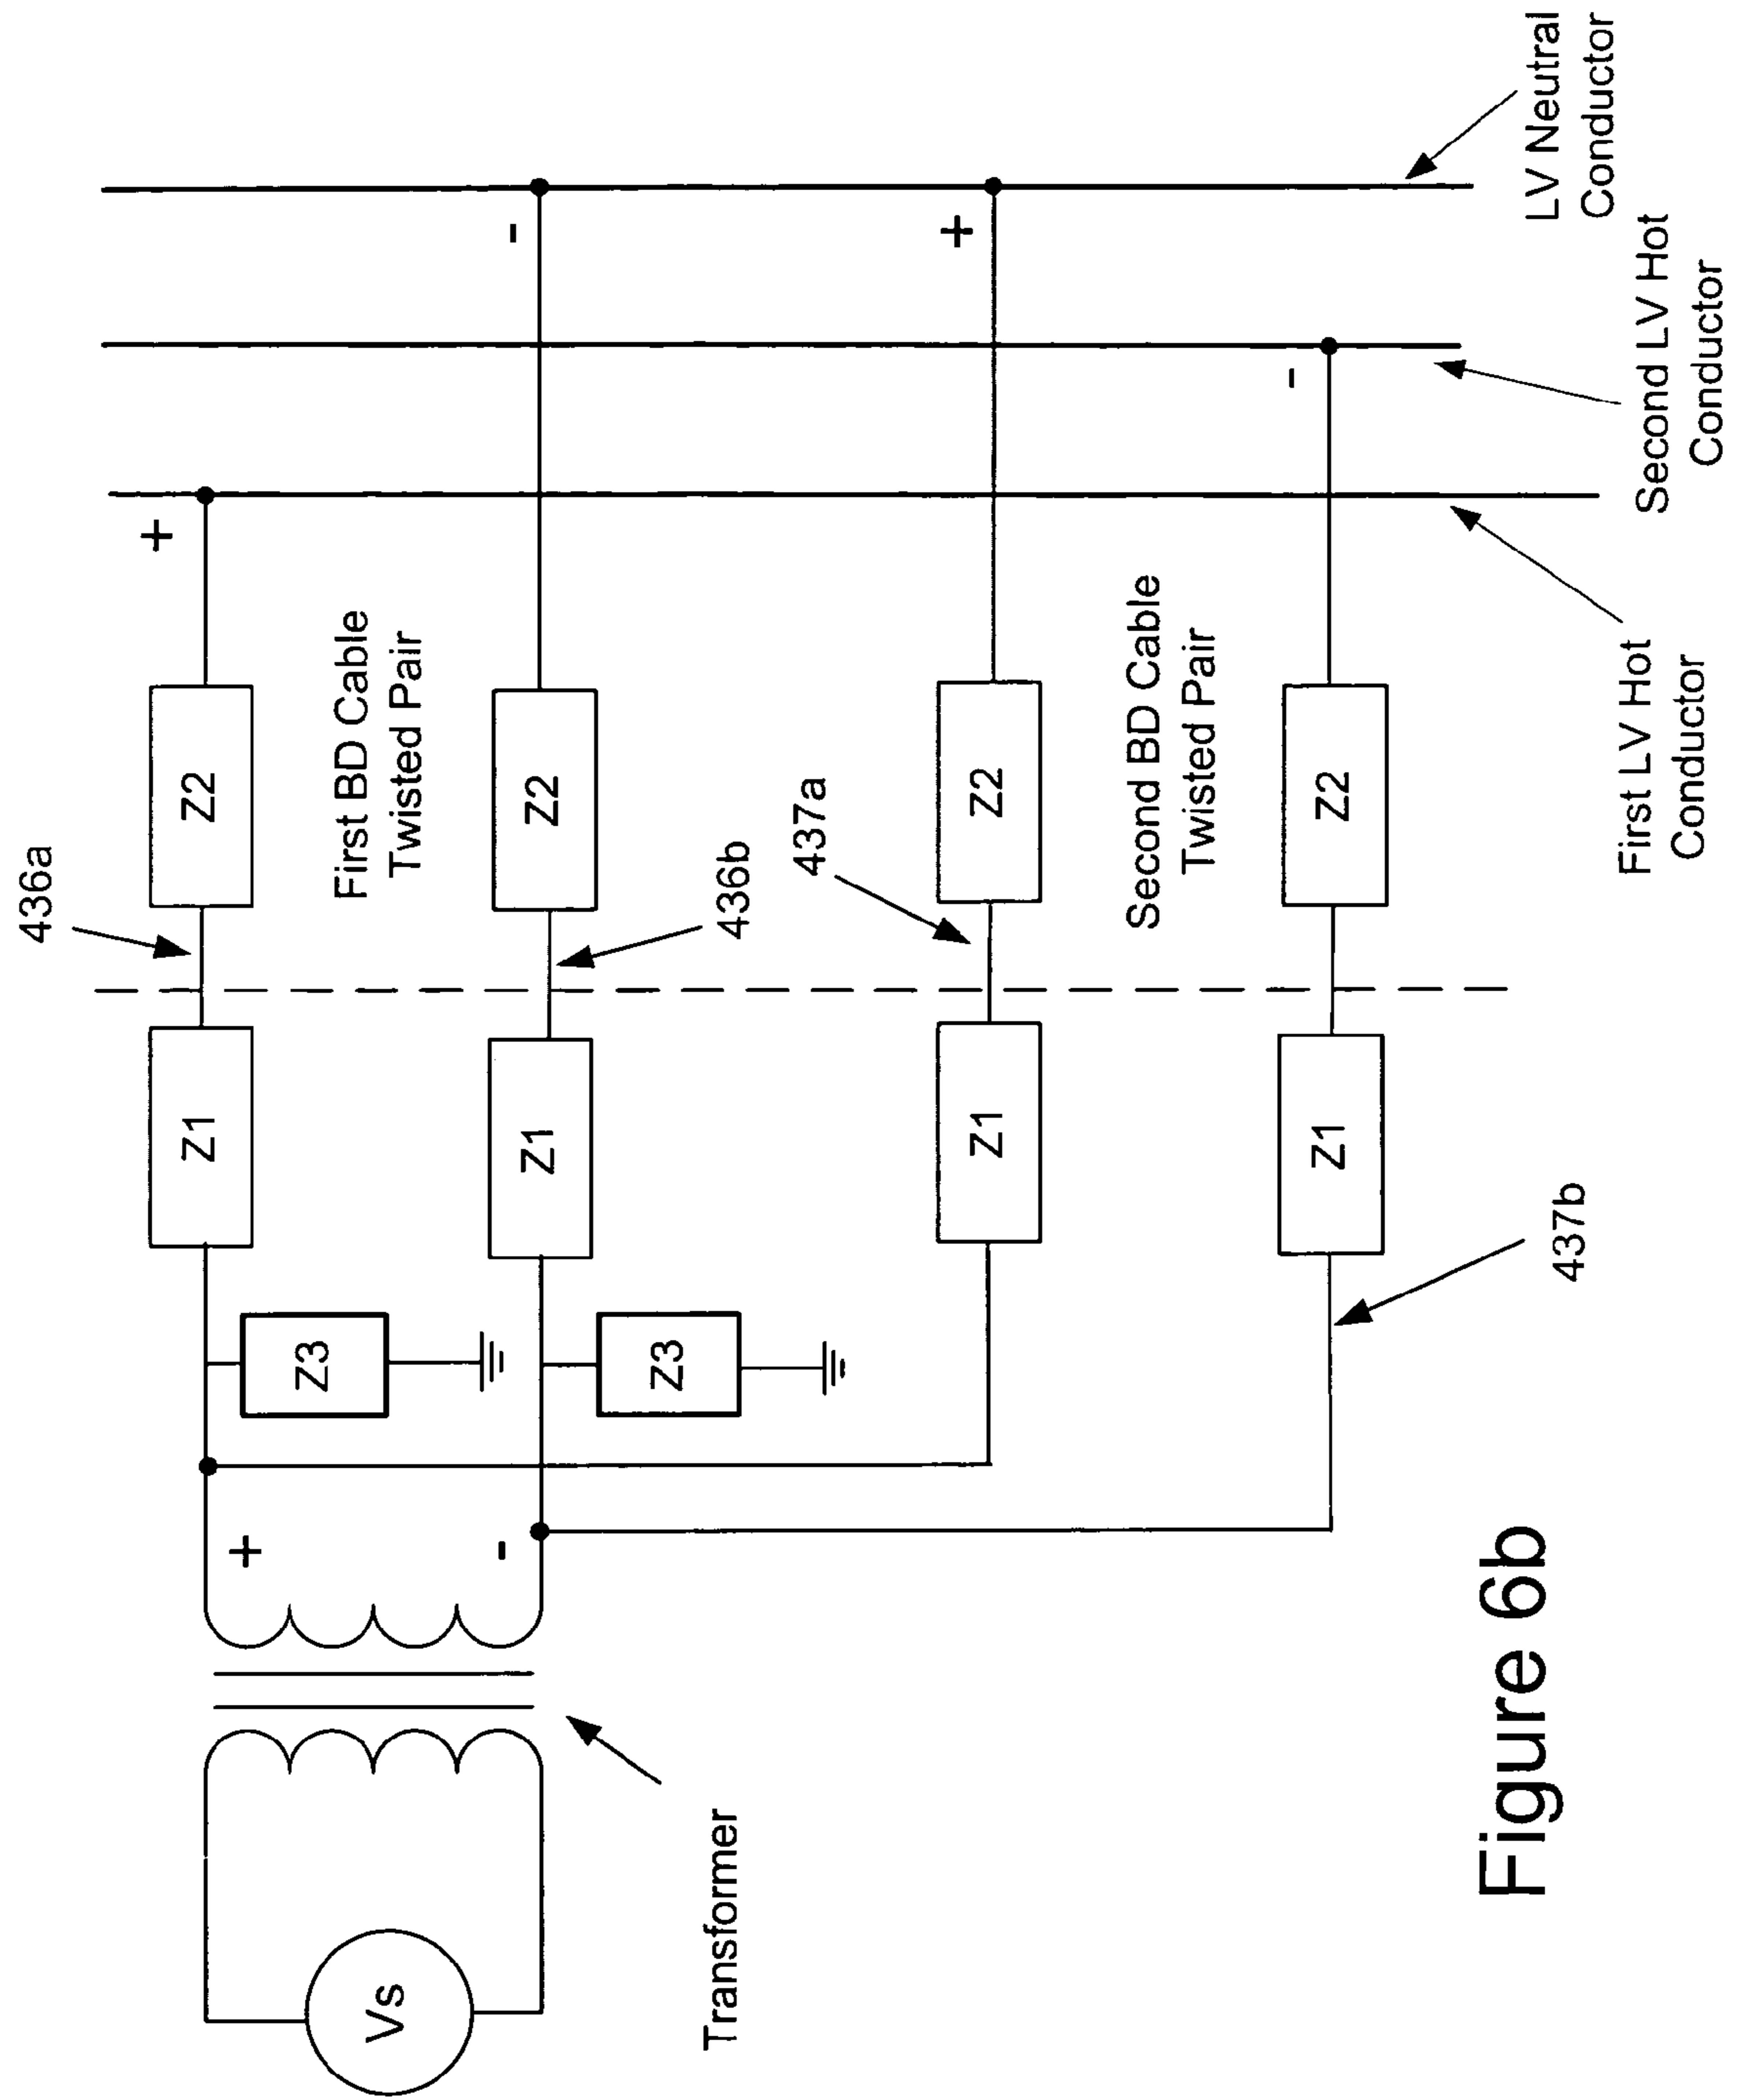 436a
+
Z1
Z2
+
Z3
First BD Cable
Twisted Pair
Vs
-
-
Z1
Z2
Z3
Transformer
436b
437a
+
Z1
Z2
Second BD Cable
Twisted Pair
-
Z1
Z2
437b
LV Neutral
Conductor
First LV Hot
Conductor
Second LV Hot
Conductor
Figure 6b